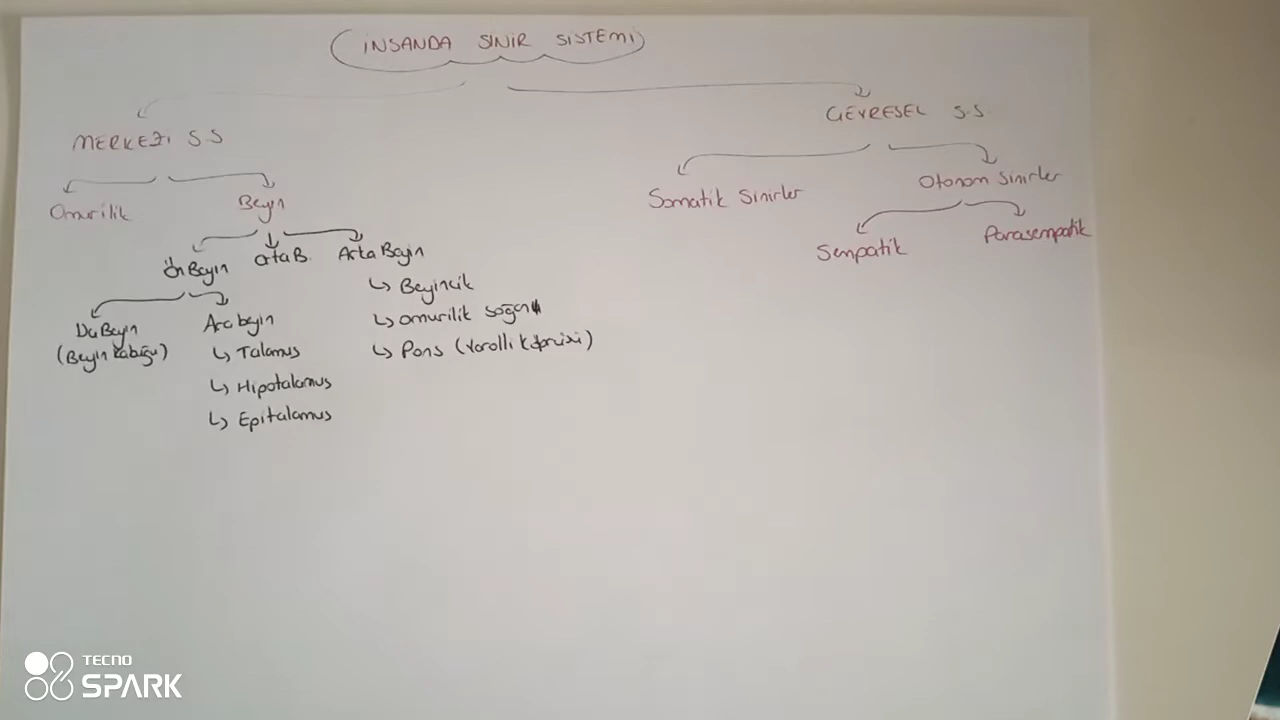 İNSANDA SINIR SİSTEMİ
MERKEZİ S.S
ÇEVRESEL S.S.
Omurilik
Beyin
Somatik Sinirler
Otonom Sinirler
Sempatik
Parasempatik
Ön Beyin
Orta B.
Arka Beyin
↳ Beyincik
↳ Omurilik soğanı
↳ Pons (Varolli köprüsü)
Uç Beyin
(Beyin kabuğu)
Ara beyin
↳ Talamus
↳ Hipotalamus
↳ Epitalamus
TECNO
SPARK